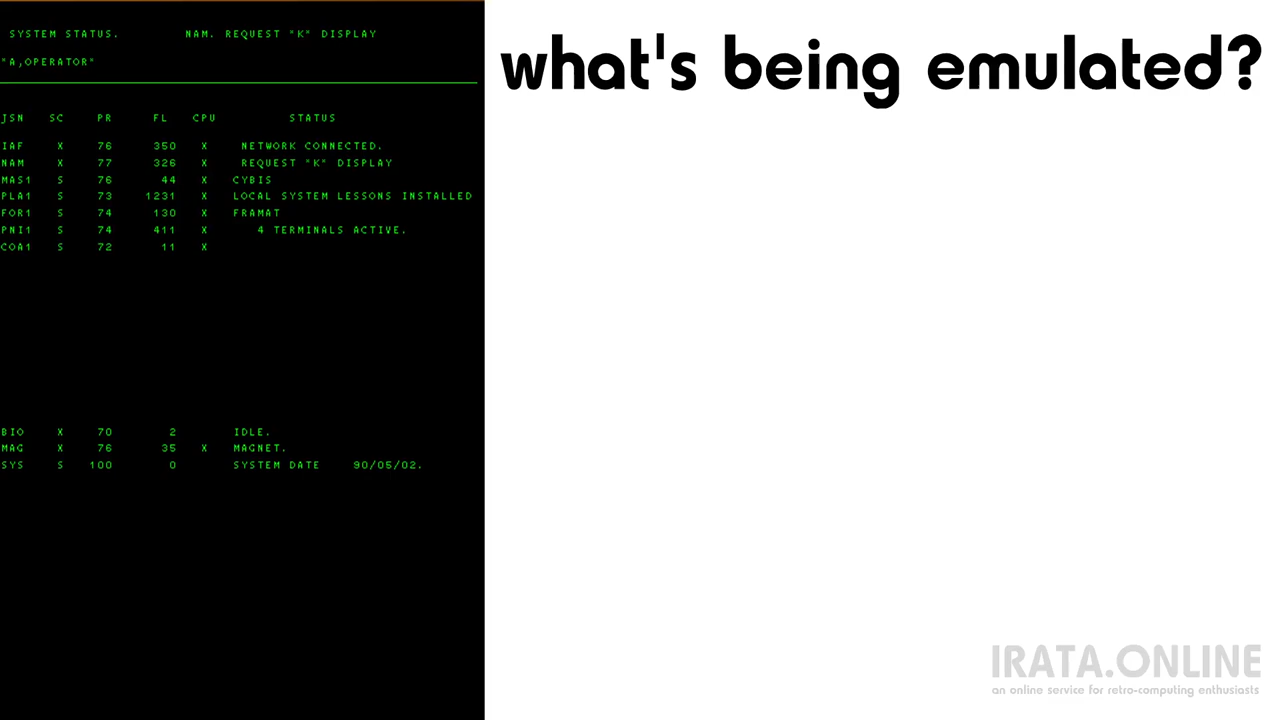 SYSTEM STATUS. NAM. REQUEST "K" DISPLAY
"A,OPERATOR"
what's being emulated?
JSN SC PR FL CPU STATUS
IAF X 76 350 X NETWORK CONNECTED.
NAM X 77 326 X REQUEST "K" DISPLAY
MAS1 S 76 44 X CYBIS
PLA1 S 73 1231 X LOCAL SYSTEM LESSONS INSTALLED
FOR1 S 74 130 X FRAMAT
PNI1 S 74 411 X 4 TERMINALS ACTIVE.
COA1 S 72 11 X
BIO X 70 2 IDLE.
MAG X 76 35 X MAGNET.
SYS S 100 0 SYSTEM DATE 90/05/02.
IRATA.ONLINE
an online service for retro-computing enthusiasts